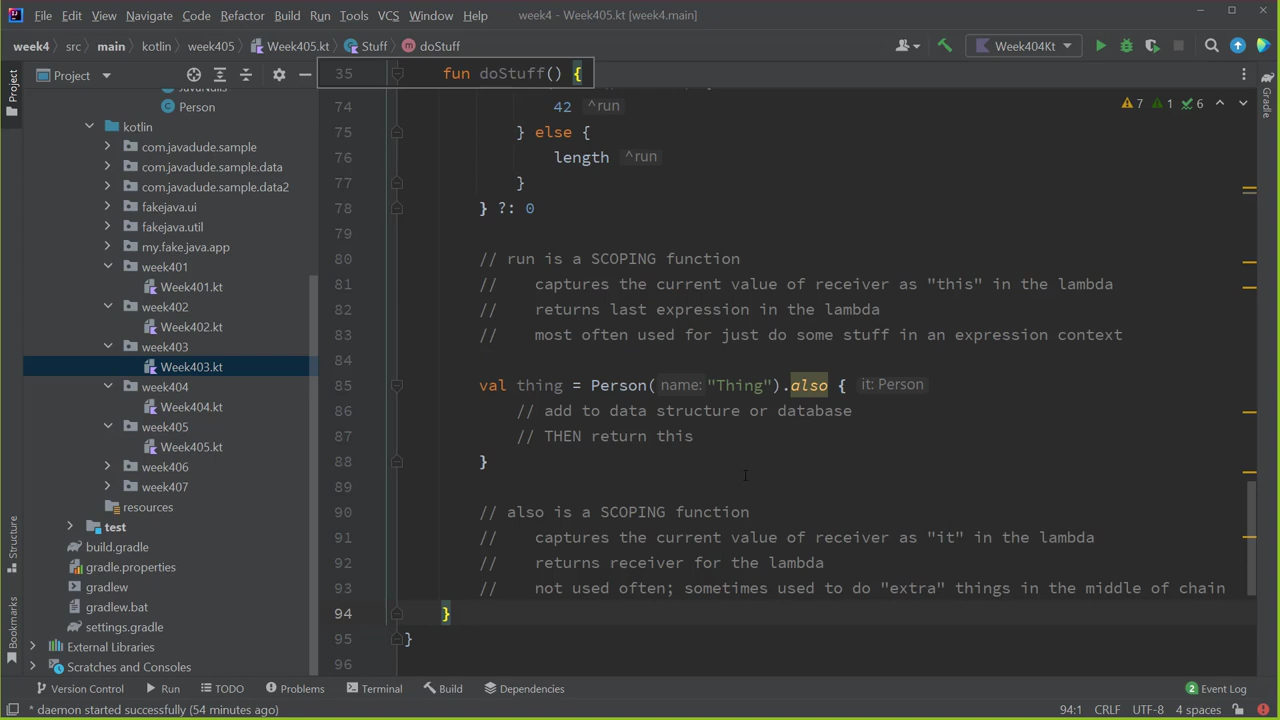 File Edit View Navigate Code Refactor Build Run Tools VCS Window Help week4 - Week405.kt [week4.main]
week4 src main kotlin week405 Week405.kt Stuff doStuff Week404Kt
Project
35 fun doStuff() {
Person
kotlin
com.javadude.sample
com.javadude.sample.data
com.javadude.sample.data2
fakejava.ui
fakejava.util
my.fake.java.app
week401
Week401.kt
week402
Week402.kt
week403
Week403.kt
week404
Week404.kt
week405
Week405.kt
week406
week407
resources
test
build.gradle
gradle.properties
gradlew
gradlew.bat
settings.gradle
External Libraries
Scratches and Consoles
Project
Structure
Bookmarks
7 1 6
74 42 ^run
75 } else {
76 length ^run
77 }
78 } ?: 0
79
80 // run is a SCOPING function
81 // captures the current value of receiver as "this" in the lambda
82 // returns last expression in the lambda
83 // most often used for just do some stuff in an expression context
84
85 val thing = Person( name: "Thing").also { it: Person
86 // add to data structure or database
87 // THEN return this
88 }
89
90 // also is a SCOPING function
91 // captures the current value of receiver as "it" in the lambda
92 // returns receiver for the lambda
93 // not used often; sometimes used to do "extra" things in the middle of chain
94 }
95 }
96
Gradle
Version Control Run TODO Problems Terminal Build Dependencies 2 Event Log
* daemon started successfully (54 minutes ago) 94:1 CRLF UTF-8 4 spaces